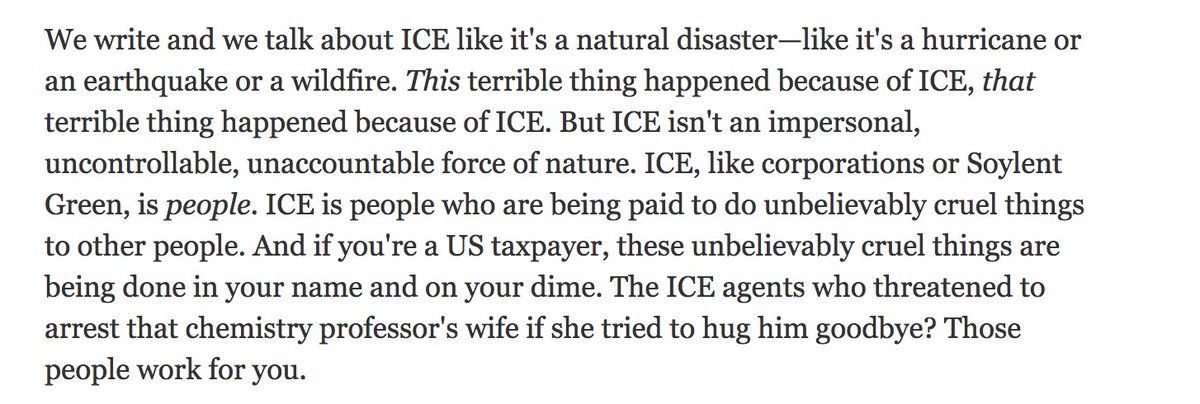 We write and we talk about ICE like it's a natural disaster—like it's a hurricane or
an earthquake or a wildfire. This terrible thing happened because of ICE, that
terrible thing happened because of ICE. But ICE isn't an impersonal,
uncontrollable, unaccountable force of nature. ICE, like corporations or Soylent
Green, is people. ICE is people who are being paid to do unbelievably cruel things
to other people. And if you're a US taxpayer, these unbelievably cruel things are
being done in your name and on your dime. The ICE agents who threatened to
arrest that chemistry professor's wife if she tried to hug him goodbye? Those
people work for you.